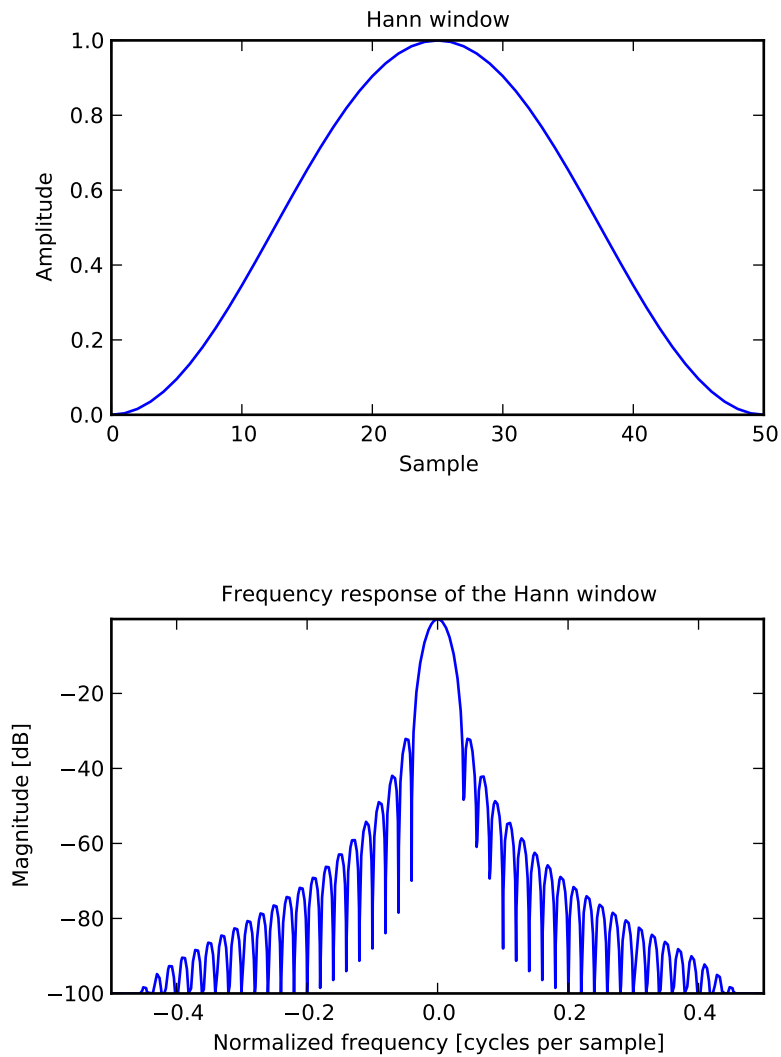 Hann window
1.0
0.8
0.6
0.4
0.2
0.0
Amplitude
0 10 20 30 40 50
Sample
Frequency response of the Hann window
−20
−40
−60
−80
−100
Magnitude [dB]
−0.4 −0.2 0.0 0.2 0.4
Normalized frequency [cycles per sample]